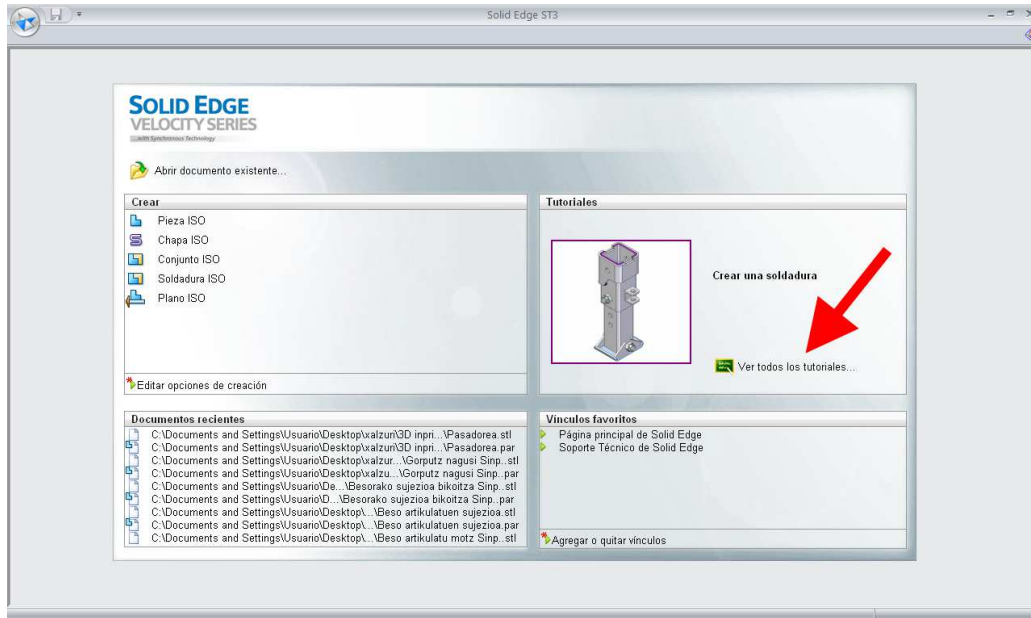 Solid Edge ST3
SOLID EDGE
VELOCITY SERIES
...with Synchronous Technology
Abrir documento existente...
Crear
Pieza ISO
Chapa ISO
Conjunto ISO
Soldadura ISO
Plano ISO
Editar opciones de creación
Tutoriales
Crear una soldadura
Ver todos los tutoriales...
Documentos recientes
C:\Documents and Settings\Usuario\Desktop\xalzuri\3D inpri...\Pasadorea.stl
C:\Documents and Settings\Usuario\Desktop\xalzuri\3D inpri...\Pasadorea.par
C:\Documents and Settings\Usuario\Desktop\xalzur...\Gorputz nagusi Sinp..stl
C:\Documents and Settings\Usuario\Desktop\xalzu...\Gorputz nagusi Sinp..par
C:\Documents and Settings\Usuario\De...\Besorako sujezioa bikoitza Sinp..stl
C:\Documents and Settings\Usuario\D...\Besorako sujezioa bikoitza Sinp..par
C:\Documents and Settings\Usuario\Desktop\...\Beso artikulatuen sujezioa.stl
C:\Documents and Settings\Usuario\Desktop\...\Beso artikulatuen sujezioa.par
C:\Documents and Settings\Usuario\Desktop\...\Beso artikulatu motz Sinp..stl
Vínculos favoritos
Página principal de Solid Edge
Soporte Técnico de Solid Edge
Agregar o quitar vínculos